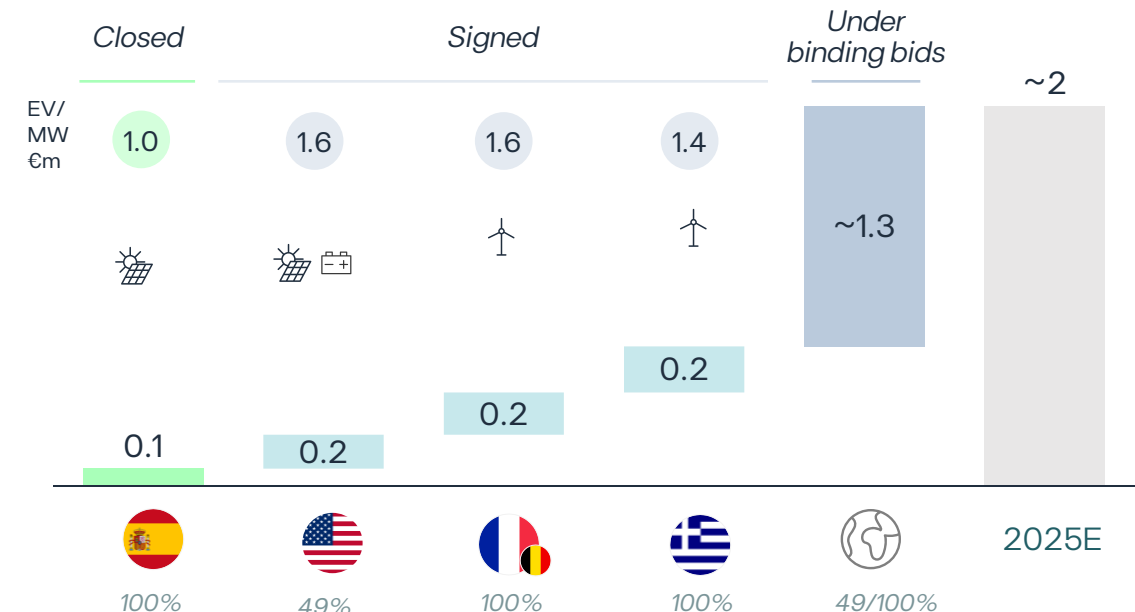 Closed
Signed
Under
binding bids
~2
EV/
MW
€m
1.0
1.6
1.6
1.4
~1.3
0.2
0.2
0.1
0.2
2025E
100%
49%
100%
100%
49/100%